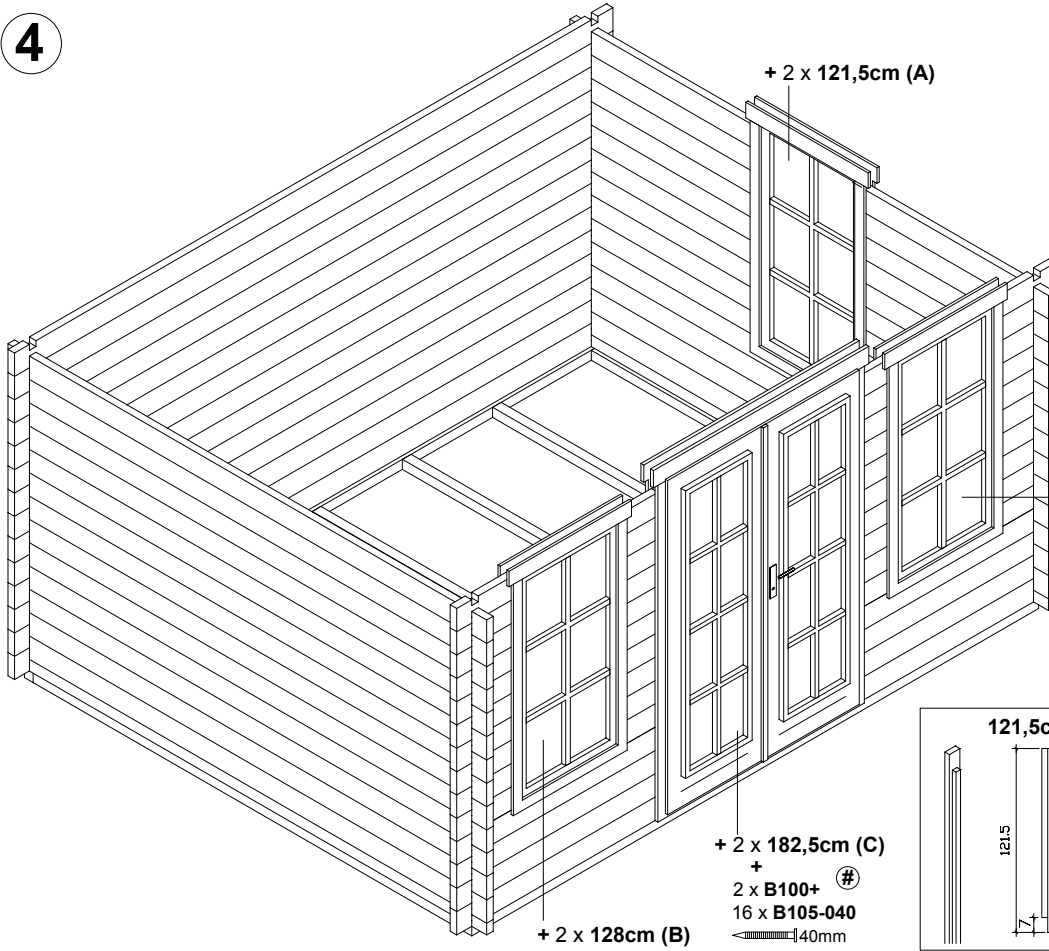 4
+ 2 x 121,5cm (A)
121,5c
121.5
7
+ 2 x 182,5cm (C)
+
2 x B100+ #
16 x B105-040
40mm
+ 2 x 128cm (B)